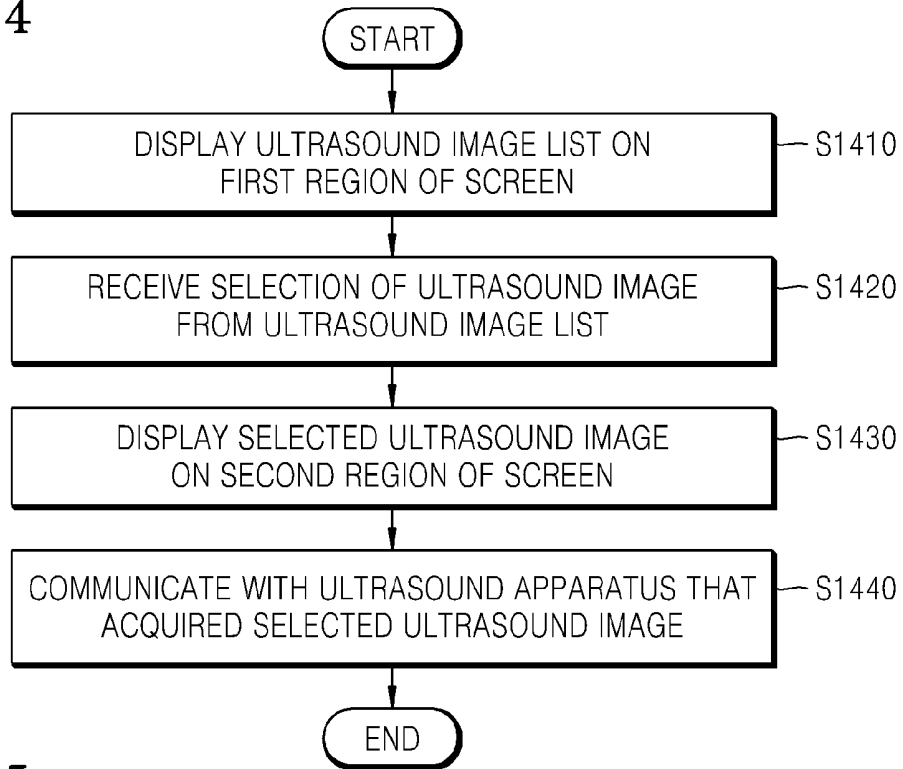 4
START
DISPLAY ULTRASOUND IMAGE LIST ON
FIRST REGION OF SCREEN
S1410
RECEIVE SELECTION OF ULTRASOUND IMAGE
FROM ULTRASOUND IMAGE LIST
S1420
DISPLAY SELECTED ULTRASOUND IMAGE
ON SECOND REGION OF SCREEN
S1430
COMMUNICATE WITH ULTRASOUND APPARATUS THAT
ACQUIRED SELECTED ULTRASOUND IMAGE
S1440
END